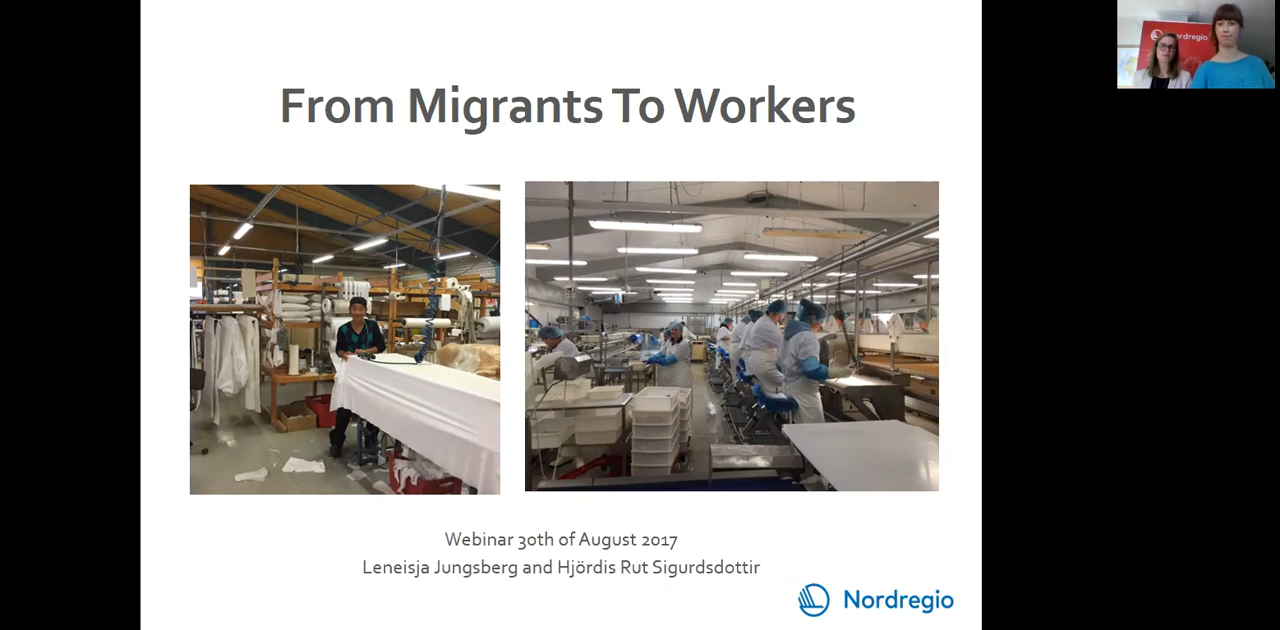 From Migrants To Workers
Webinar 30th of August 2017
Leneisja Jungsberg and Hjördis Rut Sigurdsdottir
Nordregio
Nordregio